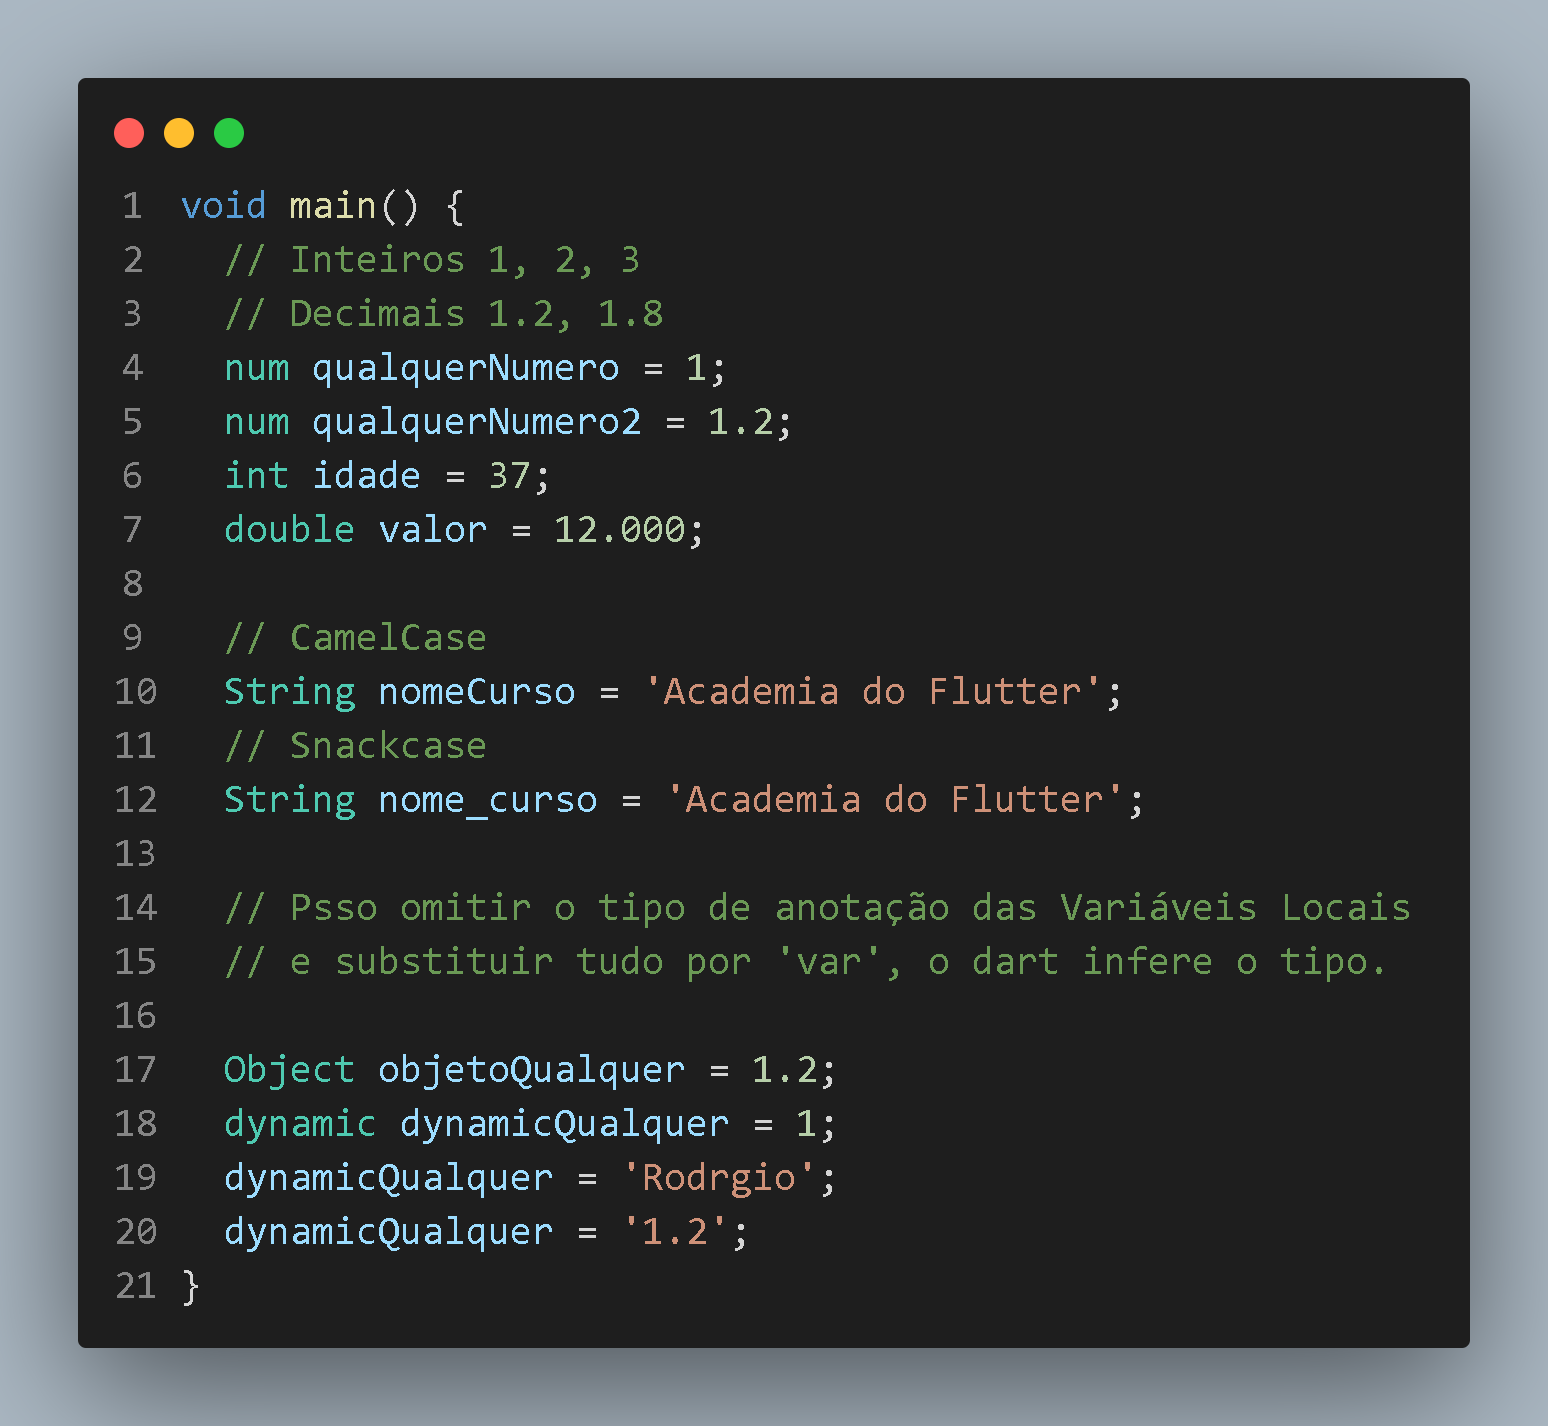 1 void main() {
2 // Inteiros 1, 2, 3
3 // Decimais 1.2, 1.8
4 num qualquerNumero = 1;
5 num qualquerNumero2 = 1.2;
6 int idade = 37;
7 double valor = 12.000;
8
9 // CamelCase
10 String nomeCurso = 'Academia do Flutter';
11 // Snackcase
12 String nome_curso = 'Academia do Flutter';
13
14 // Psso omitir o tipo de anotação das Variáveis Locais
15 // e substituir tudo por 'var', o dart infere o tipo.
16
17 Object objetoQualquer = 1.2;
18 dynamic dynamicQualquer = 1;
19 dynamicQualquer = 'Rodrgio';
20 dynamicQualquer = '1.2';
21 }